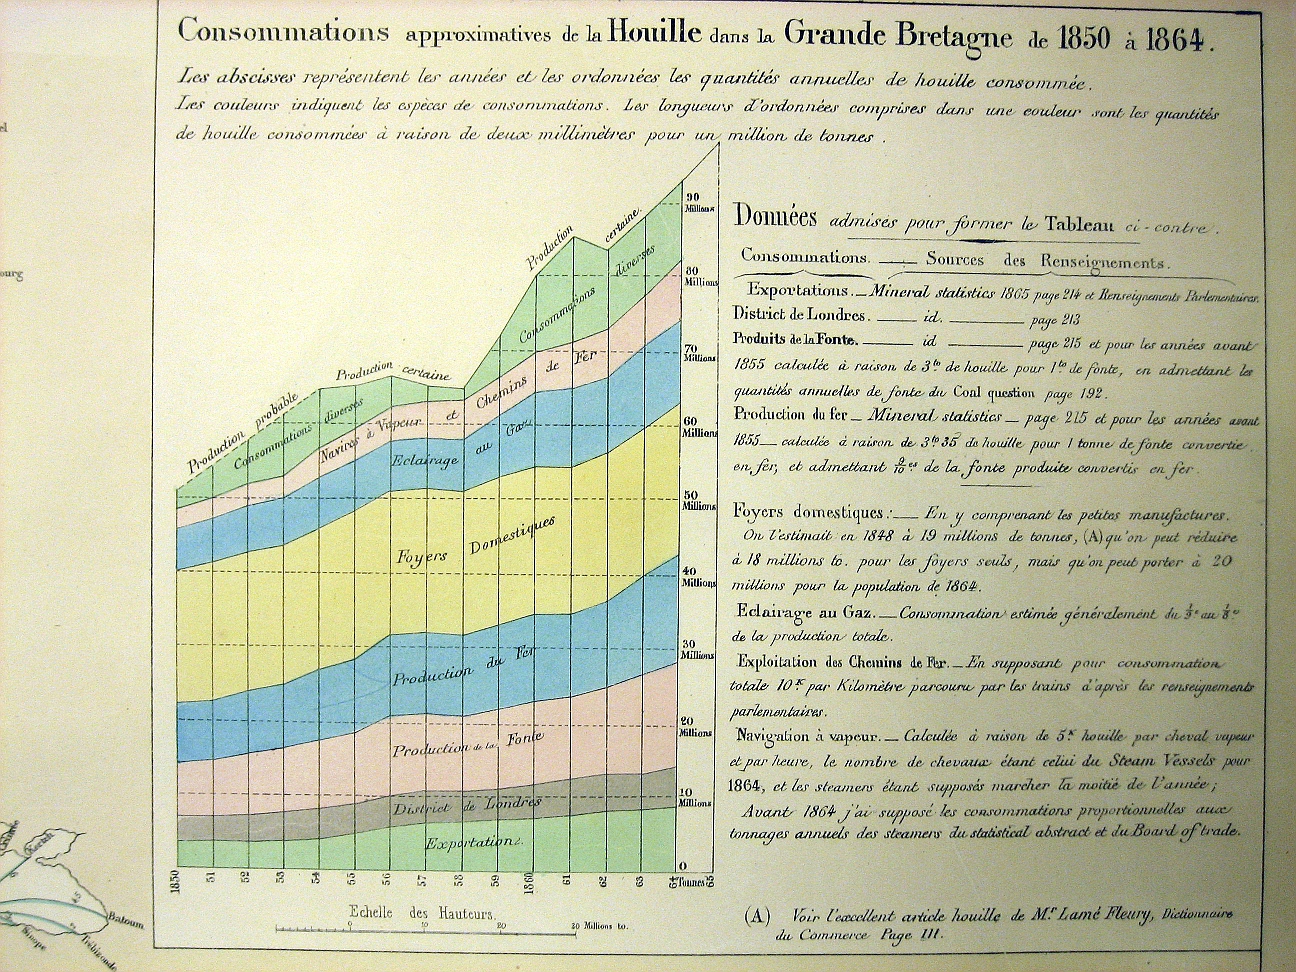 Consommations approximatives de la Houille dans la Grande Bretagne de 1850 à 1864.
Les abscisses représentent les années et les ordonnées les quantités annuelles de houille consommée.
Les couleurs indiquent les espèces de consommations. Les longueurs d'ordonnées comprises dans une couleur sont les quantités
de houille consommées à raison de deux millimètres pour un million de tonnes.
Production probable
Production certaine
Production certaine
Consommations diverses
Consommations diverses
Navires à Vapeur et Chemins de Fer
Eclairage au Gaz
Foyers Domestiques
Production du Fer
Production de la Fonte
District de Londres
Exportation
90 Millions
80 Millions
70 Millions
60 Millions
50 Millions
40 Millions
30 Millions
20 Millions
10 Millions
0
Tonnes
1850 51 52 53 54 55 56 57 58 59 1860 61 62 63 64 65
Echelle des Hauteurs.
0 10 20 30 Millions to.
Données admises pour former le Tableau ci-contre.
Consommations. — Sources des Renseignements.
Exportations. — Mineral statistics 1865 page 214 et Renseignements Parlementaires.
District de Londres. — id. — page 213
Produits de la Fonte. — id — page 215 et pour les années avant
1855 calculée à raison de 3to de houille pour 1to de fonte, en admettant les
quantités annuelles de fonte du Coal question page 192.
Production du fer — Mineral statistics — page 215 et pour les années avant
1855 — calculée à raison de 3to 35 de houille pour 1 tonne de fonte convertie
en fer, et admettant 9/10es de la fonte produite convertis en fer.
Foyers domestiques: — En y comprenant les petites manufactures.
On l'estimait en 1848 à 19 millions de tonnes, (A) qu'on peut réduire
à 18 millions to. pour les foyers seuls, mais qu'on peut porter à 20
millions pour la population de 1864.
Eclairage au Gaz. — Consommation estimée généralement du au
de la production totale.
Exploitation des Chemins de Fer. — En supposant pour consommation
totale 10K par Kilomètre parcouru par les trains d'après les renseignements
parlementaires.
Navigation à vapeur. — Calculée à raison de 5K houille par cheval vapeur
et par heure, le nombre de chevaux étant celui du Steam Vessels pour
1864, et les steamers étant supposés marcher la moitié de l'année;
Avant 1864 j'ai supposé les consommations proportionnelles aux
tonnages annuels des steamers du statistical abstract et du Board of trade.
(A) Voir l'excellent article houille de Mr Lamé Fleury, Dictionnaire
du Commerce Page 111.
Kertch
Batoum
Sinope
Trébizonde